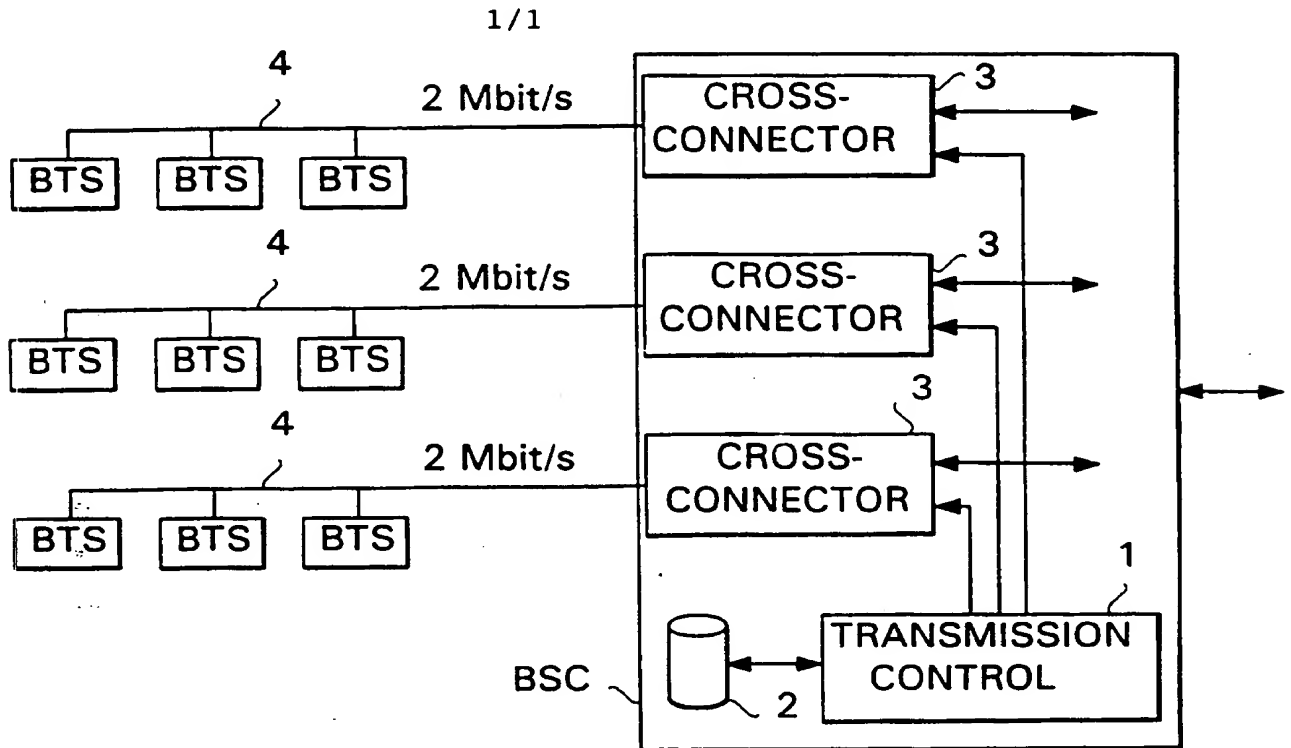 1/1
4
2 Mbit/s
CROSS-
CONNECTOR
3
BTS
BTS
BTS
4
2 Mbit/s
CROSS-
CONNECTOR
3
BTS
BTS
BTS
4
2 Mbit/s
CROSS-
CONNECTOR
3
BTS
BTS
BTS
1
TRANSMISSION
CONTROL
BSC
2